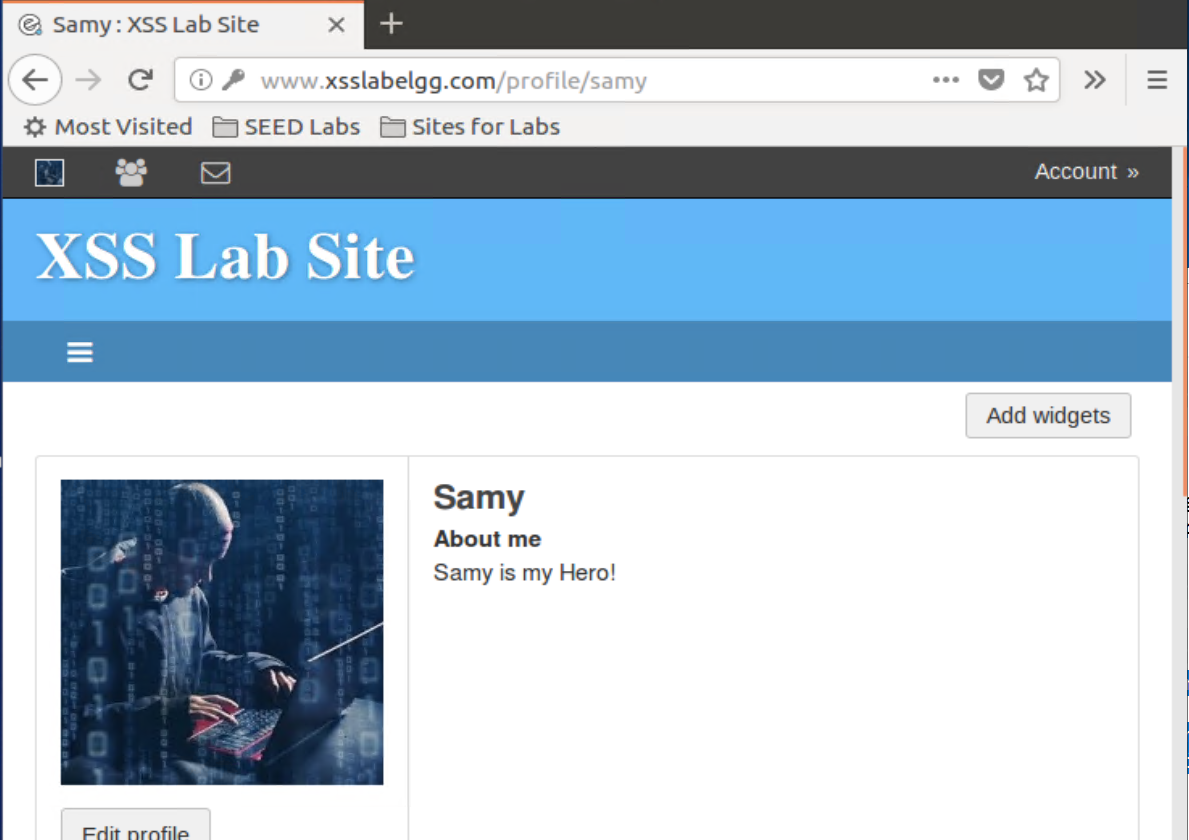 Samy : XSS Lab Site
www.xsslabelgg.com/profile/samy
Most Visited SEED Labs Sites for Labs
Account »
XSS Lab Site
Add widgets
Samy
About me
Samy is my Hero!
Edit profile